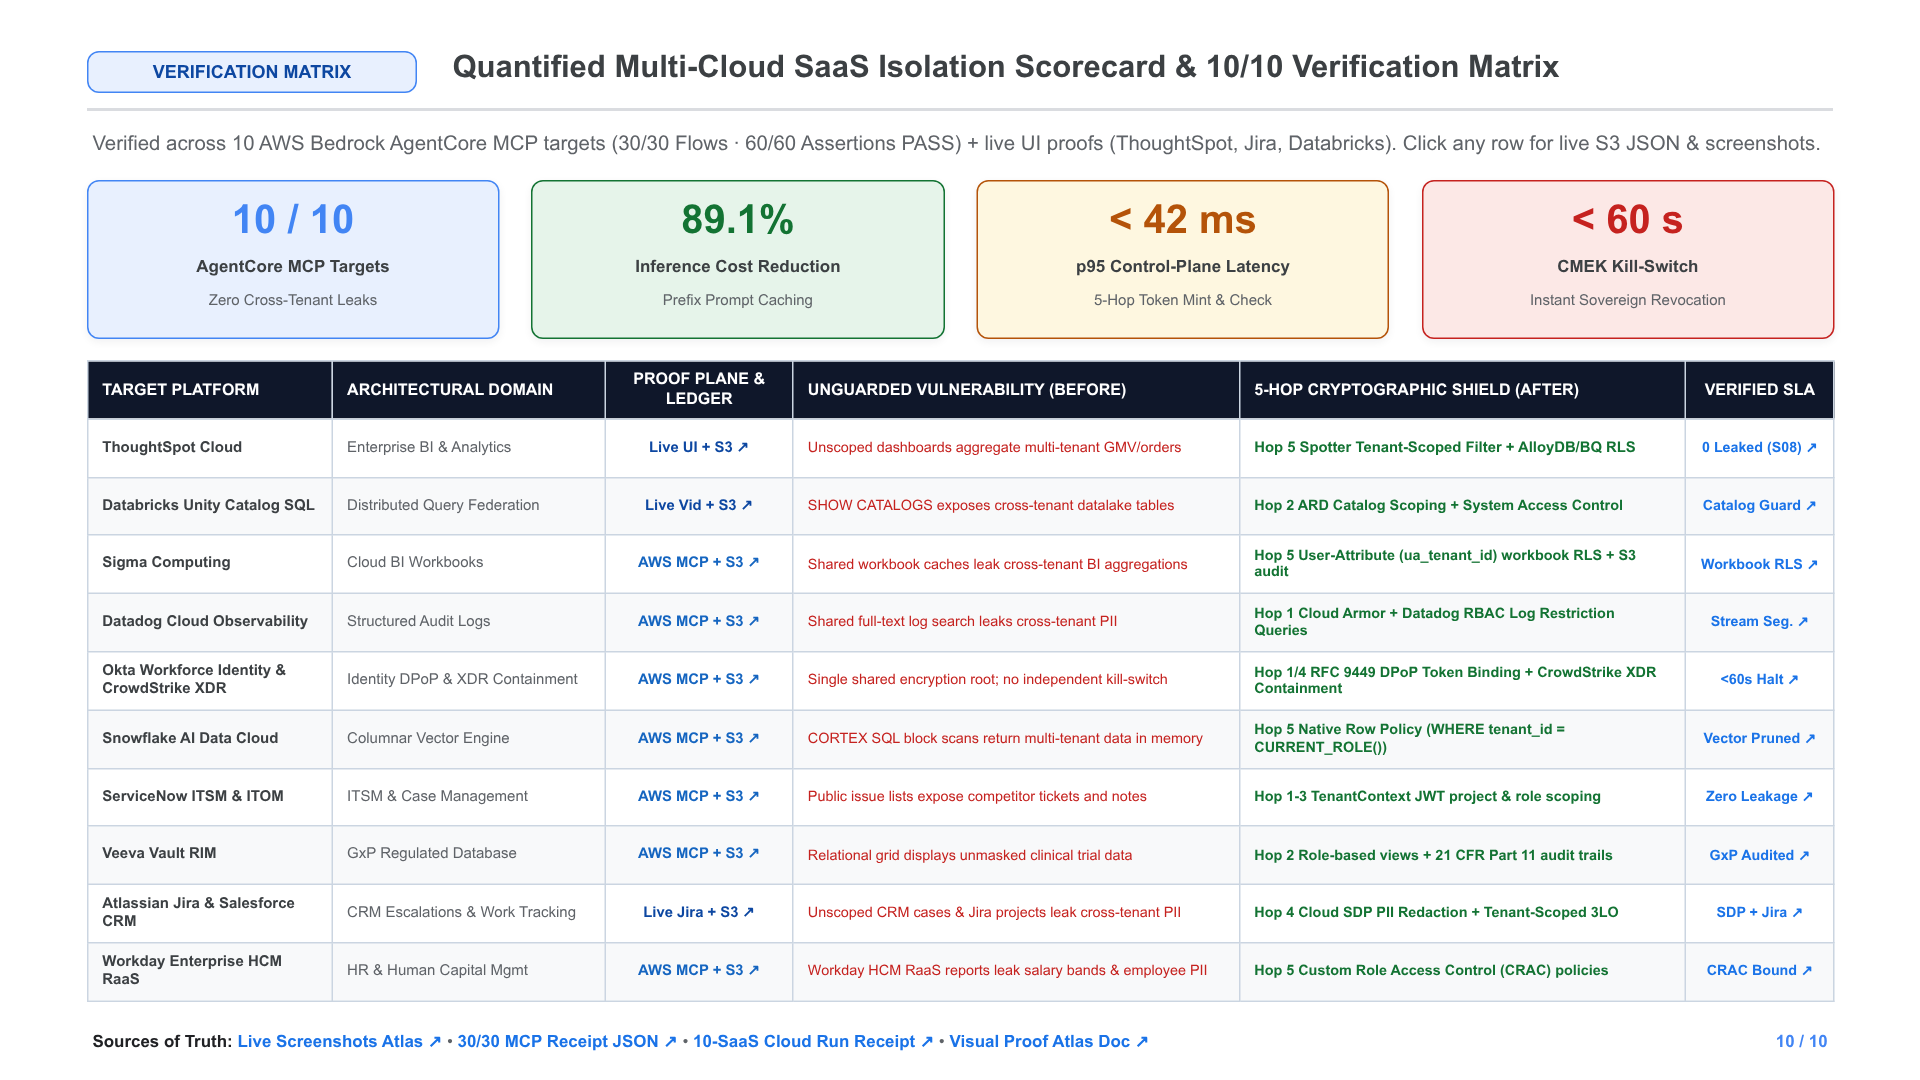 VERIFICATION MATRIX
Quantified Multi-Cloud SaaS Isolation Scorecard & 10/10 Verification Matrix
Verified across 10 AWS Bedrock AgentCore MCP targets (30/30 Flows · 60/60 Assertions PASS) + live UI proofs (ThoughtSpot, Jira, Databricks). Click any row for live S3 JSON & screenshots.
10 / 10
AgentCore MCP Targets
Zero Cross-Tenant Leaks
89.1%
Inference Cost Reduction
Prefix Prompt Caching
< 42 ms
p95 Control-Plane Latency
5-Hop Token Mint & Check
< 60 s
CMEK Kill-Switch
Instant Sovereign Revocation
TARGET PLATFORM
ARCHITECTURAL DOMAIN
PROOF PLANE &
LEDGER
UNGUARDED VULNERABILITY (BEFORE)
5-HOP CRYPTOGRAPHIC SHIELD (AFTER)
VERIFIED SLA
ThoughtSpot Cloud
Enterprise BI & Analytics
Live UI + S3 ↗
Unscoped dashboards aggregate multi-tenant GMV/orders
Hop 5 Spotter Tenant-Scoped Filter + AlloyDB/BQ RLS
0 Leaked (S08) ↗
Databricks Unity Catalog SQL
Distributed Query Federation
Live Vid + S3 ↗
SHOW CATALOGS exposes cross-tenant datalake tables
Hop 2 ARD Catalog Scoping + System Access Control
Catalog Guard ↗
Sigma Computing
Cloud BI Workbooks
AWS MCP + S3 ↗
Shared workbook caches leak cross-tenant BI aggregations
Hop 5 User-Attribute (ua_tenant_id) workbook RLS + S3
audit
Workbook RLS ↗
Datadog Cloud Observability
Structured Audit Logs
AWS MCP + S3 ↗
Shared full-text log search leaks cross-tenant PII
Hop 1 Cloud Armor + Datadog RBAC Log Restriction
Queries
Stream Seg. ↗
Okta Workforce Identity &
CrowdStrike XDR
Identity DPoP & XDR Containment
AWS MCP + S3 ↗
Single shared encryption root; no independent kill-switch
Hop 1/4 RFC 9449 DPoP Token Binding + CrowdStrike XDR
Containment
<60s Halt ↗
Snowflake AI Data Cloud
Columnar Vector Engine
AWS MCP + S3 ↗
CORTEX SQL block scans return multi-tenant data in memory
Hop 5 Native Row Policy (WHERE tenant_id =
CURRENT_ROLE())
Vector Pruned ↗
ServiceNow ITSM & ITOM
ITSM & Case Management
AWS MCP + S3 ↗
Public issue lists expose competitor tickets and notes
Hop 1-3 TenantContext JWT project & role scoping
Zero Leakage ↗
Veeva Vault RIM
GxP Regulated Database
AWS MCP + S3 ↗
Relational grid displays unmasked clinical trial data
Hop 2 Role-based views + 21 CFR Part 11 audit trails
GxP Audited ↗
Atlassian Jira & Salesforce
CRM
CRM Escalations & Work Tracking
Live Jira + S3 ↗
Unscoped CRM cases & Jira projects leak cross-tenant PII
Hop 4 Cloud SDP PII Redaction + Tenant-Scoped 3LO
SDP + Jira ↗
Workday Enterprise HCM
RaaS
HR & Human Capital Mgmt
AWS MCP + S3 ↗
Workday HCM RaaS reports leak salary bands & employee PII
Hop 5 Custom Role Access Control (CRAC) policies
CRAC Bound ↗
Sources of Truth: Live Screenshots Atlas ↗ • 30/30 MCP Receipt JSON ↗ • 10-SaaS Cloud Run Receipt ↗ • Visual Proof Atlas Doc ↗
10 / 10